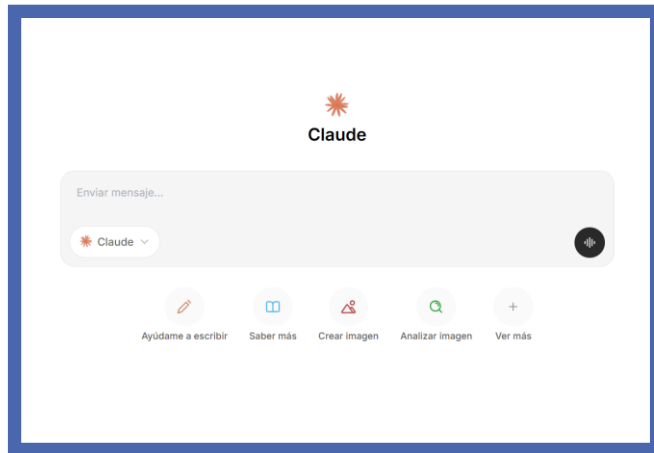 Claude
Enviar mensaje...
Claude
Ayúdame a escribir
Saber más
Crear imagen
Analizar imagen
Ver más